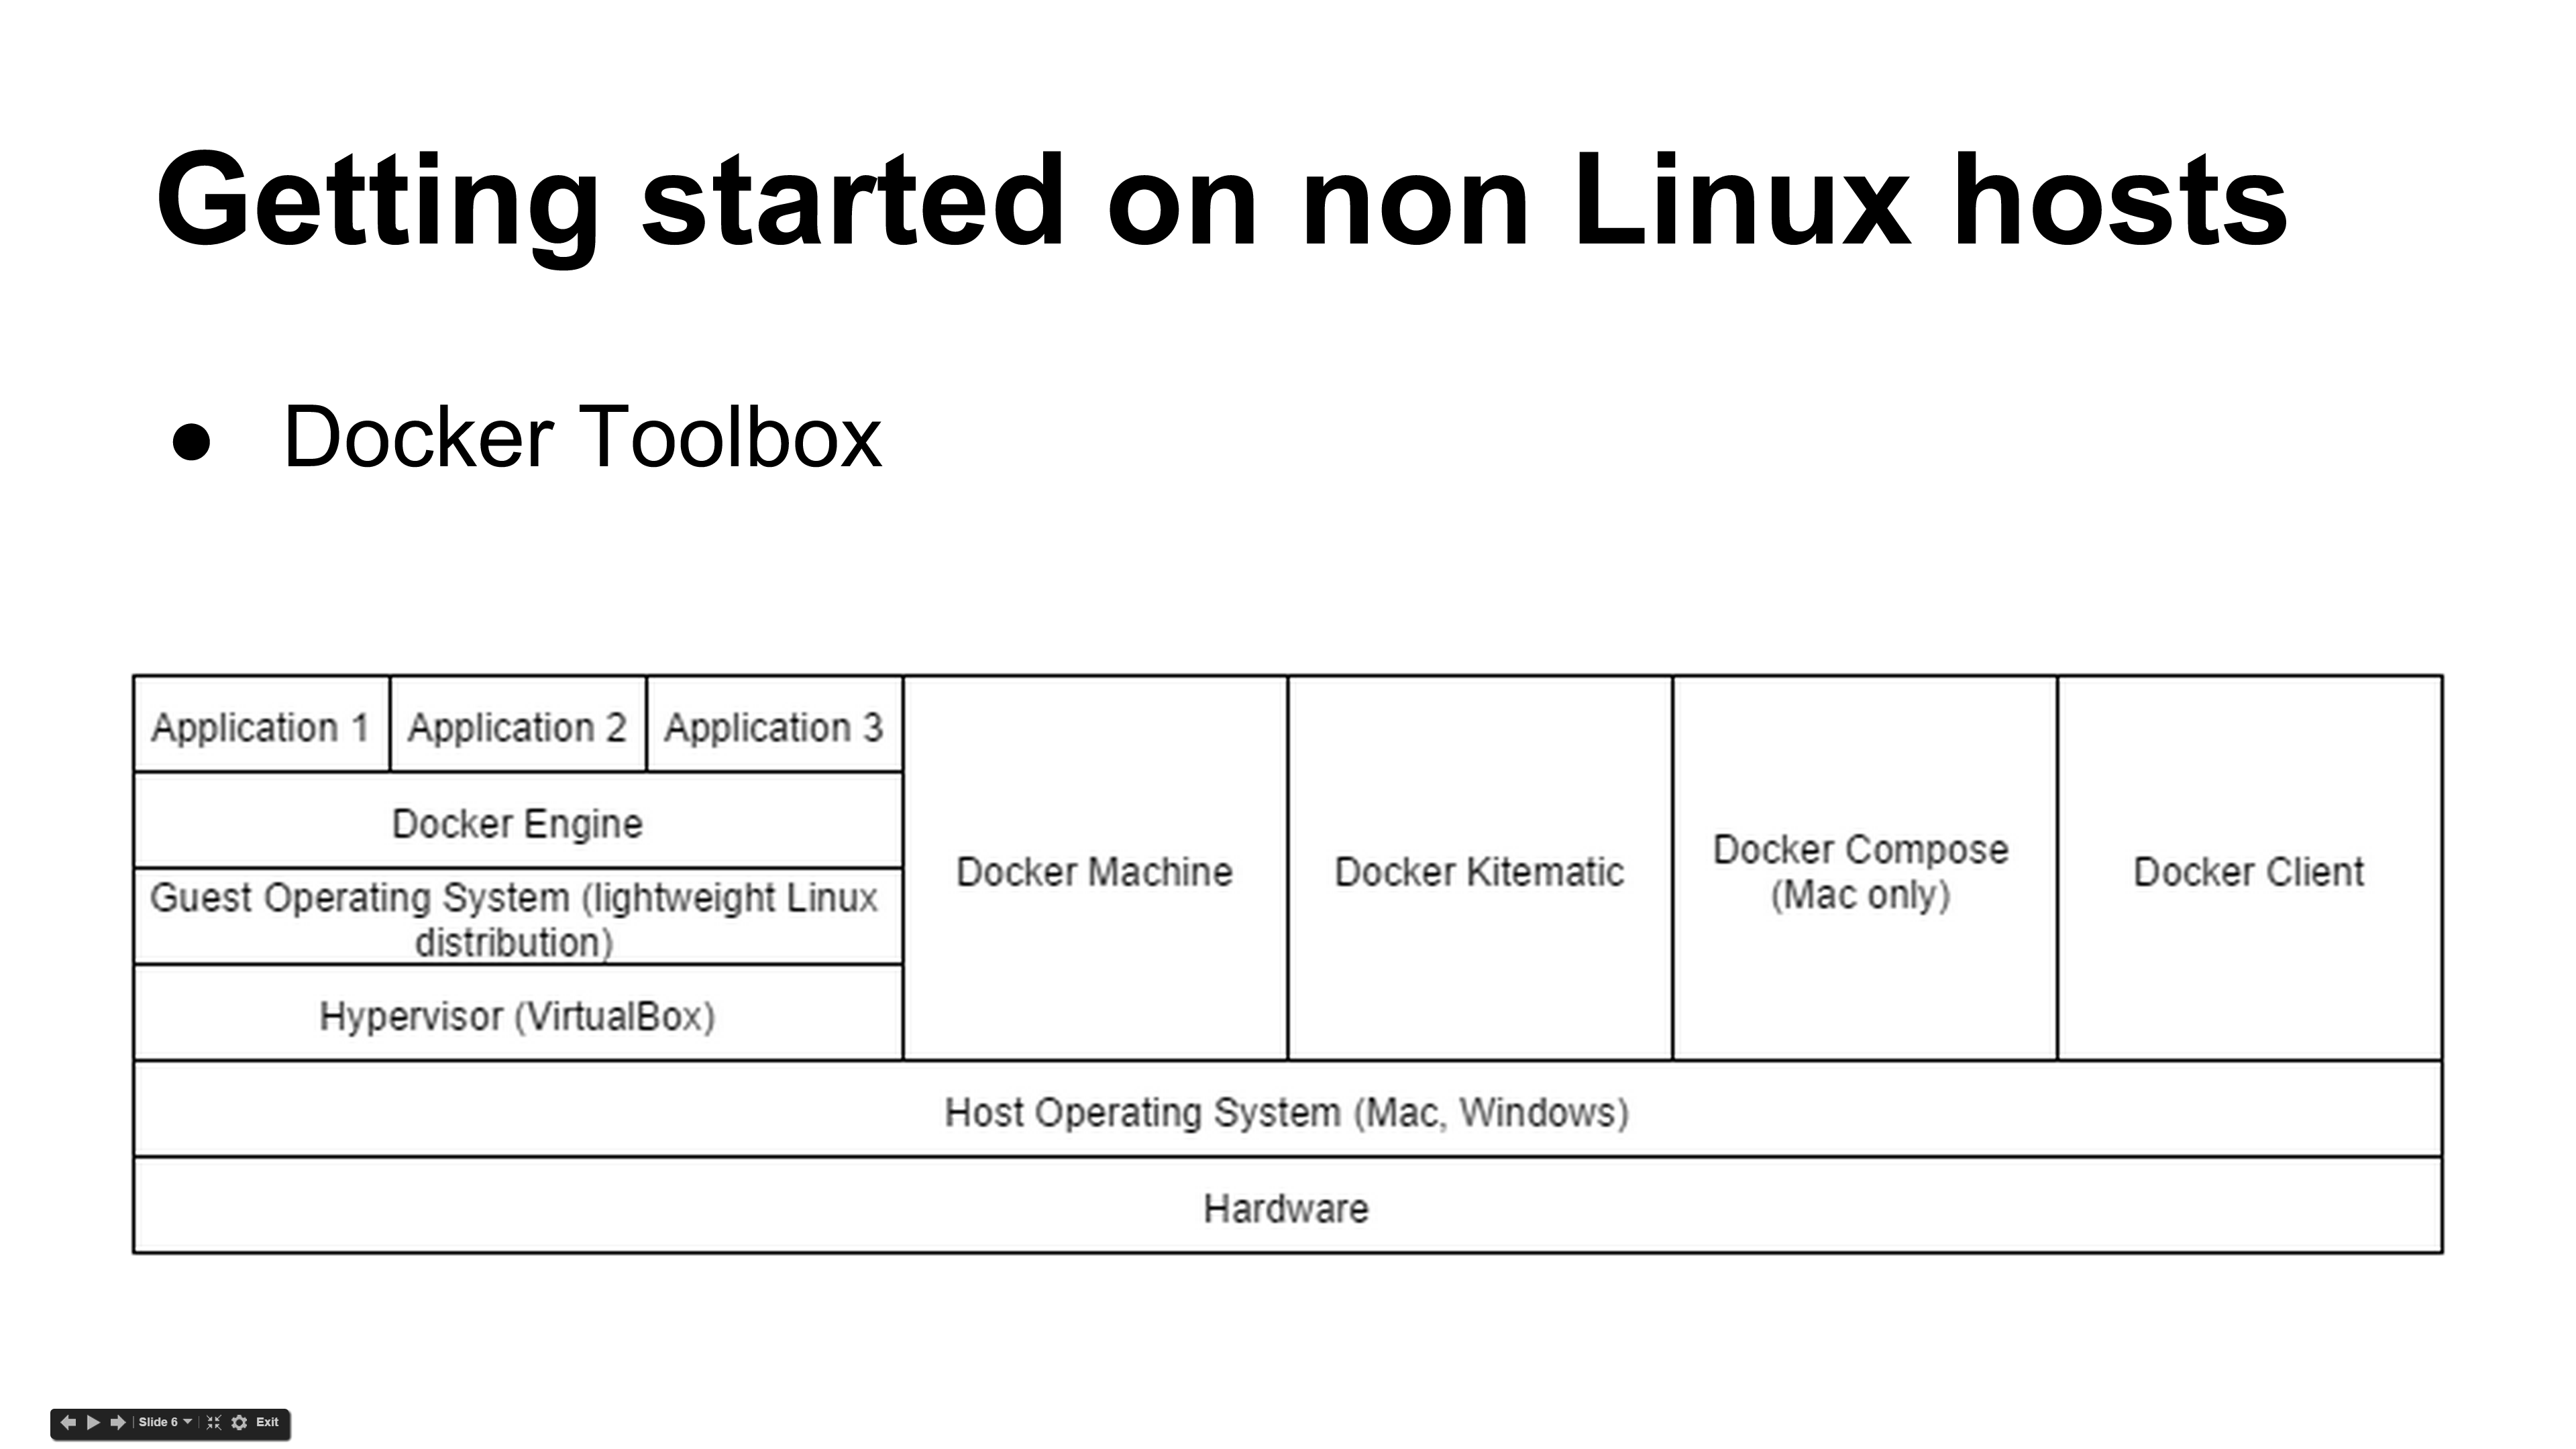 Getting started on non Linux hosts
● Docker Toolbox
Application 1
Application 2
Application 3
Docker Engine
Guest Operating System (lightweight Linux
distribution)
Hypervisor (VirtualBox)
Docker Machine
Docker Kitematic
Docker Compose
(Mac only)
Docker Client
Host Operating System (Mac, Windows)
Hardware
Slide 6
Exit